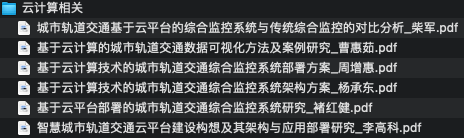 云计算相关
城市轨道交通基于云平台的综合监控系统与传统综合监控的对比分析_柴军.pdf
基于云计算的城市轨道交通数据可视化方法及案例研究_曹惠茹.pdf
基于云计算技术的城市轨道交通综合监控系统部署方案_周增惠.pdf
基于云计算技术的城市轨道交通综合监控系统架构方案_杨承东.pdf
基于云平台部署的城市轨道交通综合监控系统研究_褚红健.pdf
智慧城市轨道交通云平台建设构想及其架构与应用部署研究_李高科.pdf